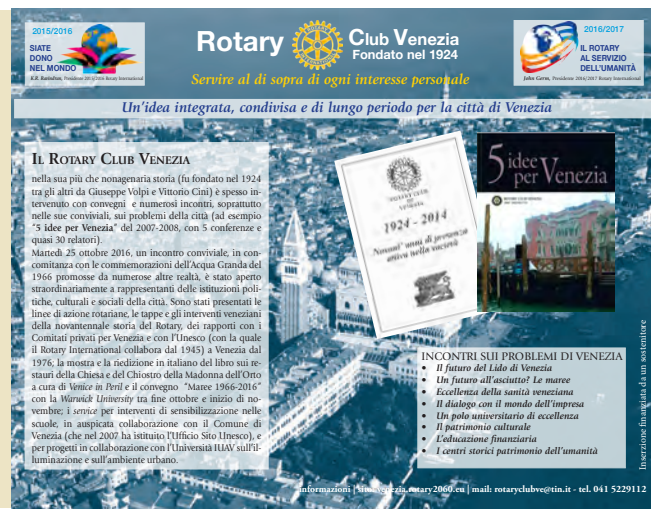 2015/2016
SIATE
DONO
NEL MONDO
K.R. Ravindran, Presidente 2015/2016 Rotary International
Rotary Club Venezia
Fondato nel 1924
Servire al di sopra di ogni interesse personale
2016/2017
IL ROTARY
AL SERVIZIO
DELL'UMANITÀ
John Germ, Presidente 2016/2017 Rotary International
Un'idea integrata, condivisa e di lungo periodo per la città di Venezia
IL ROTARY CLUB VENEZIA
nella sua più che nonagenaria storia (fu fondato nel 1924
tra gli altri da Giuseppe Volpi e Vittorio Cini) è spesso in-
tervenuto con convegni e numerosi incontri, soprattutto
nelle sue conviviali, sui problemi della città (ad esempio
"5 idee per Venezia" del 2007-2008, con 5 conferenze e
quasi 30 relatori).
Martedì 25 ottobre 2016, un incontro conviviale, in con-
comitanza con le commemorazioni dell'Acqua Granda del
1966 promosse da numerose altre realtà, è stato aperto
straordinariamente a rappresentanti delle istituzioni poli-
tiche, culturali e sociali della città. Sono stati presentati le
linee di azione rotariane, le tappe e gli interventi veneziani
della novantennale storia del Rotary, dei rapporti con i
Comitati privati per Venezia e con l'Unesco (con la quale
il Rotary International collabora dal 1945) a Venezia dal
1976, la mostra e la riedizione in italiano del libro sui re-
stauri della Chiesa e del Chiostro della Madonna dell'Orto
a cura di Venice in Peril e il convegno "Maree 1966-2016"
con la Warwick University tra fine ottobre e inizio di no-
vembre; i service per interventi di sensibilizzazione nelle
scuole, in auspicata collaborazione con il Comune di
Venezia (che nel 2007 ha istituito l'Ufficio Sito Unesco), e
per progetti in collaborazione con l'Università IUAV sull'il-
luminazione e sull'ambiente urbano.
ROTARY CLUB
DI
VENEZIA
1924 - 2014
Novant'anni di presenza
attiva nella società
5 idee
per Venezia
INCONTRI SUI PROBLEMI DI VENEZIA
• Il futuro del Lido di Venezia
• Un futuro all'asciutto? Le maree
• Eccellenza della sanità veneziana
• Il dialogo con il mondo dell'impresa
• Un polo universitario di eccellenza
• Il patrimonio culturale
• L'educazione finanziaria
• I centri storici patrimonio dell'umanità
Inserzione finanziata da un sostenitore
informazioni | venezia.rotary2060.eu | mail: rotaryclubve@tin.it - tel. 041 5229112